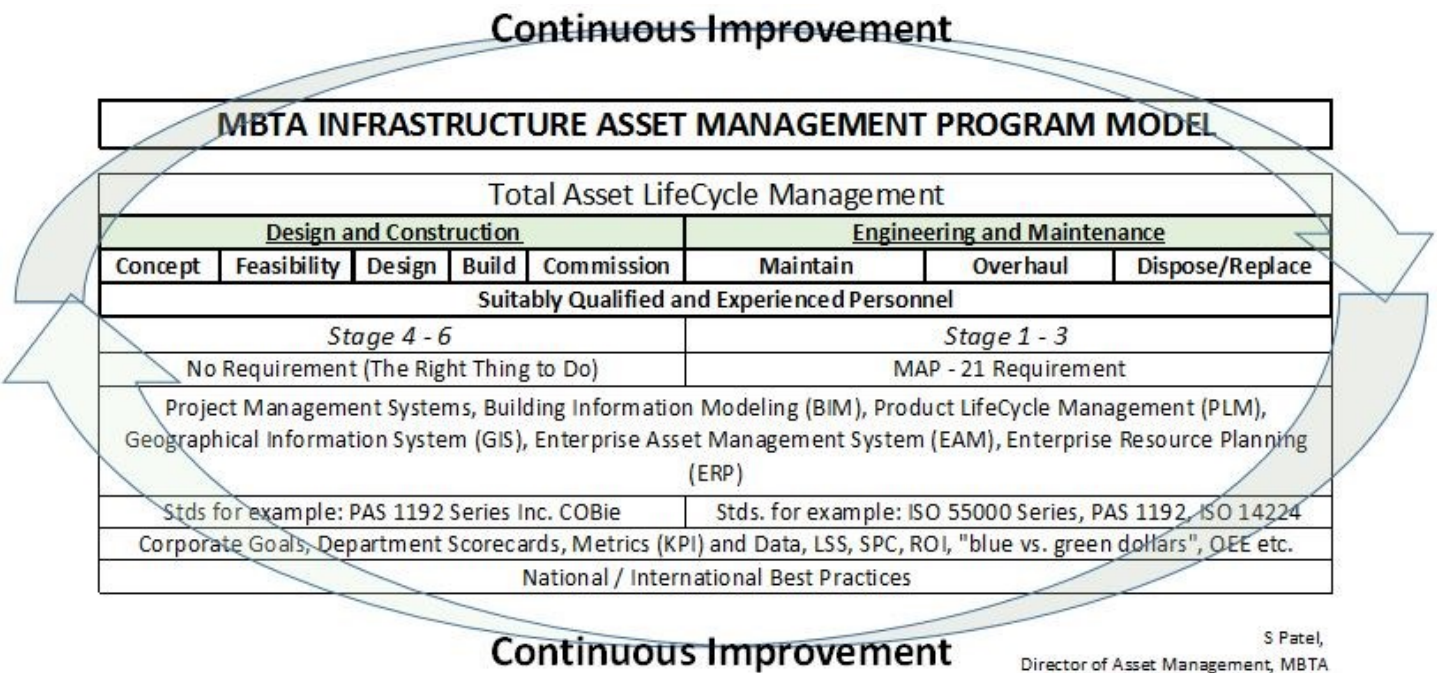 Continuous Improvement
MBTA INFRASTRUCTURE ASSET MANAGEMENT PROGRAM MODEL
Total Asset LifeCycle Management
Design and Construction
Engineering and Maintenance
Concept
Feasibility
Design
Build
Commission
Maintain
Overhaul
Dispose/Replace
Suitably Qualified and Experienced Personnel
Stage 4 - 6
Stage 1 - 3
No Requirement (The Right Thing to Do)
MAP - 21 Requirement
Project Management Systems, Building Information Modeling (BIM), Product LifeCycle Management (PLM),
Geographical Information System (GIS), Enterprise Asset Management System (EAM), Enterprise Resource Planning
(ERP)
Stds for example: PAS 1192 Series Inc. COBie
Stds. for example: ISO 55000 Series, PAS 1192, ISO 14224
Corporate Goals, Department Scorecards, Metrics (KPI) and Data, LSS, SPC, ROI, "blue vs. green dollars", OEE etc.
National / International Best Practices
Continuous Improvement
S Patel,
Director of Asset Management, MBTA